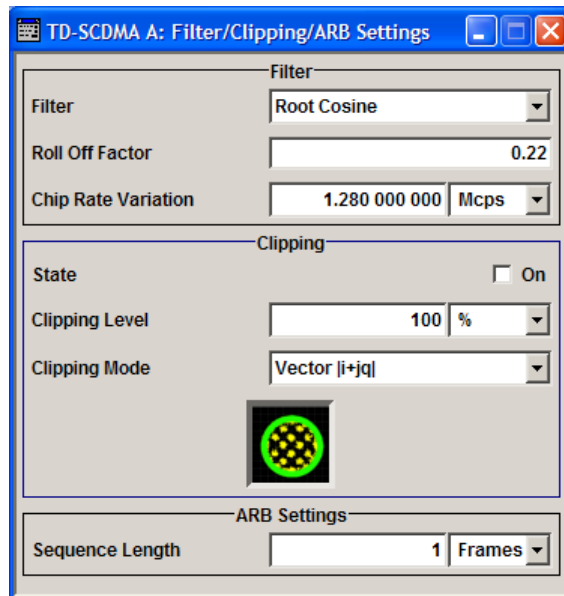 TD-SCDMA A: Filter/Clipping/ARB Settings
Filter
Filter Root Cosine
Roll Off Factor 0.22
Chip Rate Variation 1.280 000 000 Mcps
Clipping
State On
Clipping Level 100 %
Clipping Mode Vector |i+jq|
ARB Settings
Sequence Length 1 Frames